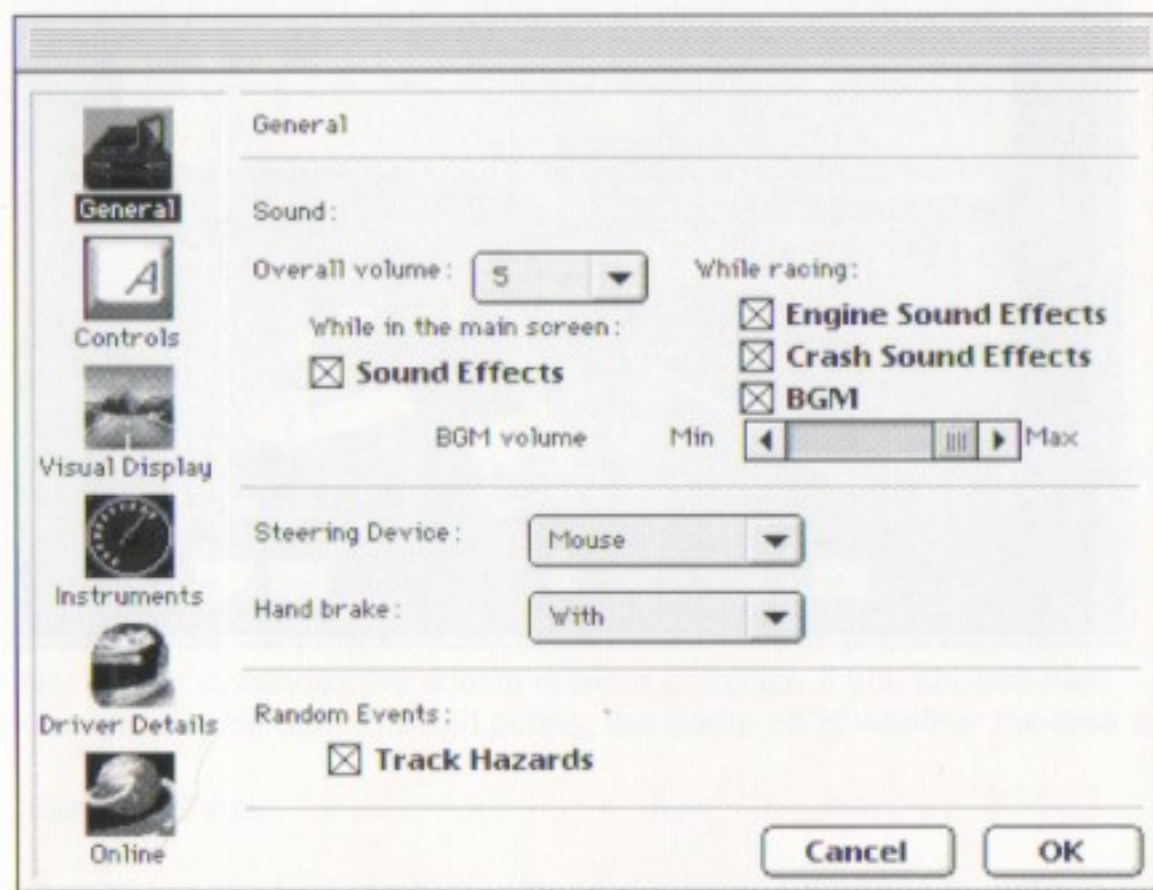 General
Controls
Visual Display
Instruments
Driver Details
Online
General
Sound:
Overall volume: 5
While in the main screen:
Sound Effects
While racing:
Engine Sound Effects
Crash Sound Effects
BGM
BGM volume Min Max
Steering Device: Mouse
Hand brake: With
Random Events:
Track Hazards
Cancel OK